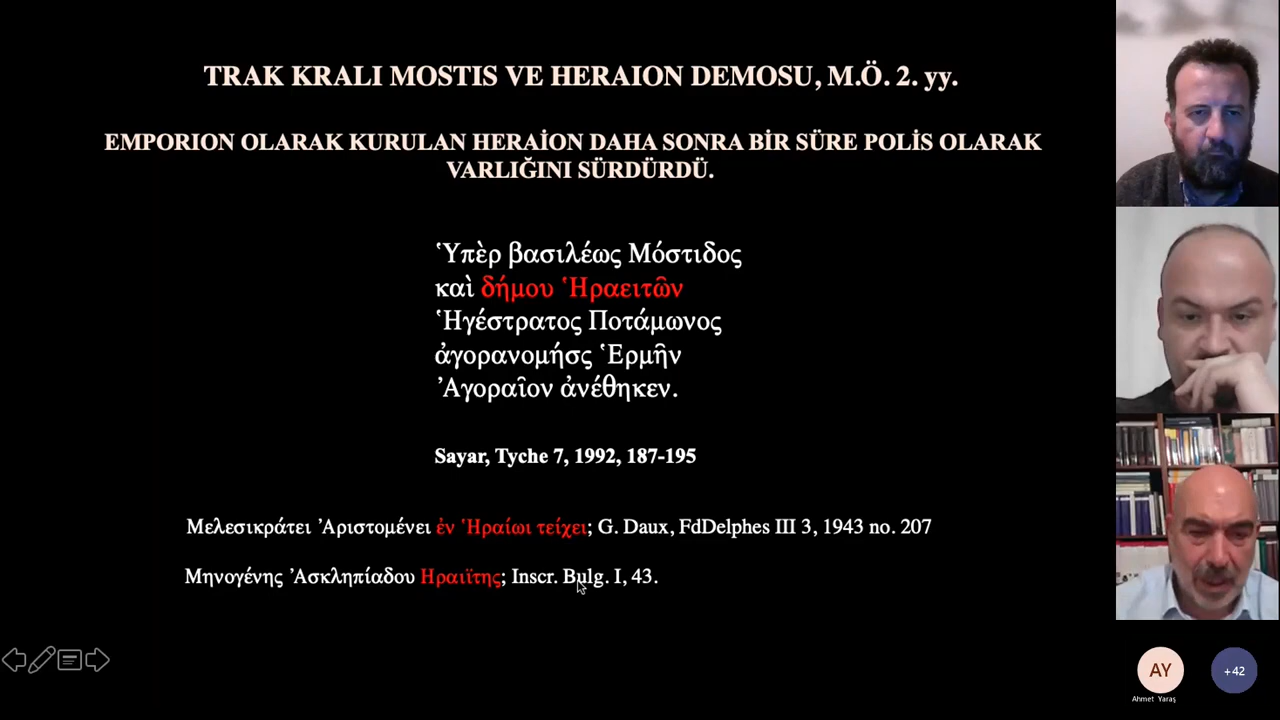 TRAK KRALI MOSTIS VE HERAION DEMOSU, M.Ö. 2. yy.
EMPORION OLARAK KURULAN HERAİON DAHA SONRA BİR SÜRE POLİS OLARAK
VARLIĞINI SÜRDÜRDÜ.
Ὑπὲρ βασιλέως Μόστιδος
καὶ δήμου Ἡραειτῶν
Ἡγέστρατος Ποτάμωνος
ἀγορανομήσς Ἑρμῆν
Ἀγοραῖον ἀνέθηκεν.
Sayar, Tyche 7, 1992, 187-195
Μελεσικράτει Ἀριστομένει ἐν Ἡραίωι τείχει; G. Daux, FdDelphes III 3, 1943 no. 207
Μηνογένης Ἀσκληπίαδου Ηραιΐτης; Inscr. Bulg. I, 43.
AY
+42
Ahmet Yaraş